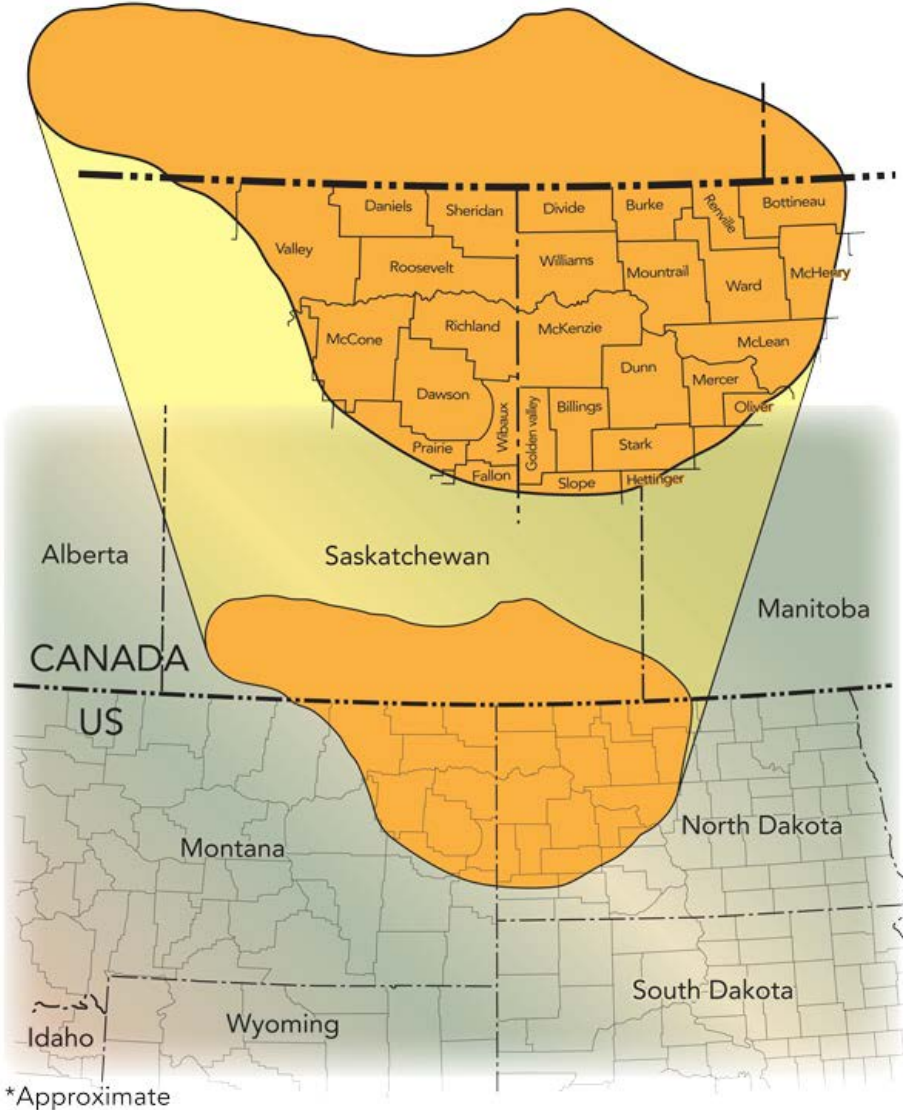 Daniels
Sheridan
Divide
Burke
Renville
Bottineau
Valley
Roosevelt
Williams
Mountrail
Ward
McHenry
McCone
Richland
McKenzie
McLean
Dawson
Wibaux
Golden valley
Billings
Dunn
Mercer
Oliver
Prairie
Stark
Fallon
Slope
Hettinger
Alberta
Saskatchewan
Manitoba
CANADA
US
Montana
North Dakota
South Dakota
Idaho
Wyoming
*Approximate